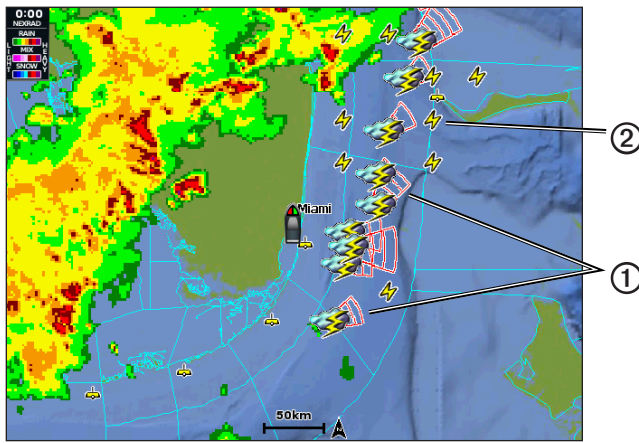 0:00
NEXRAD
RAIN
MIX
SNOW
LIGHT
HEAVY
②
Miami
①
50km
N